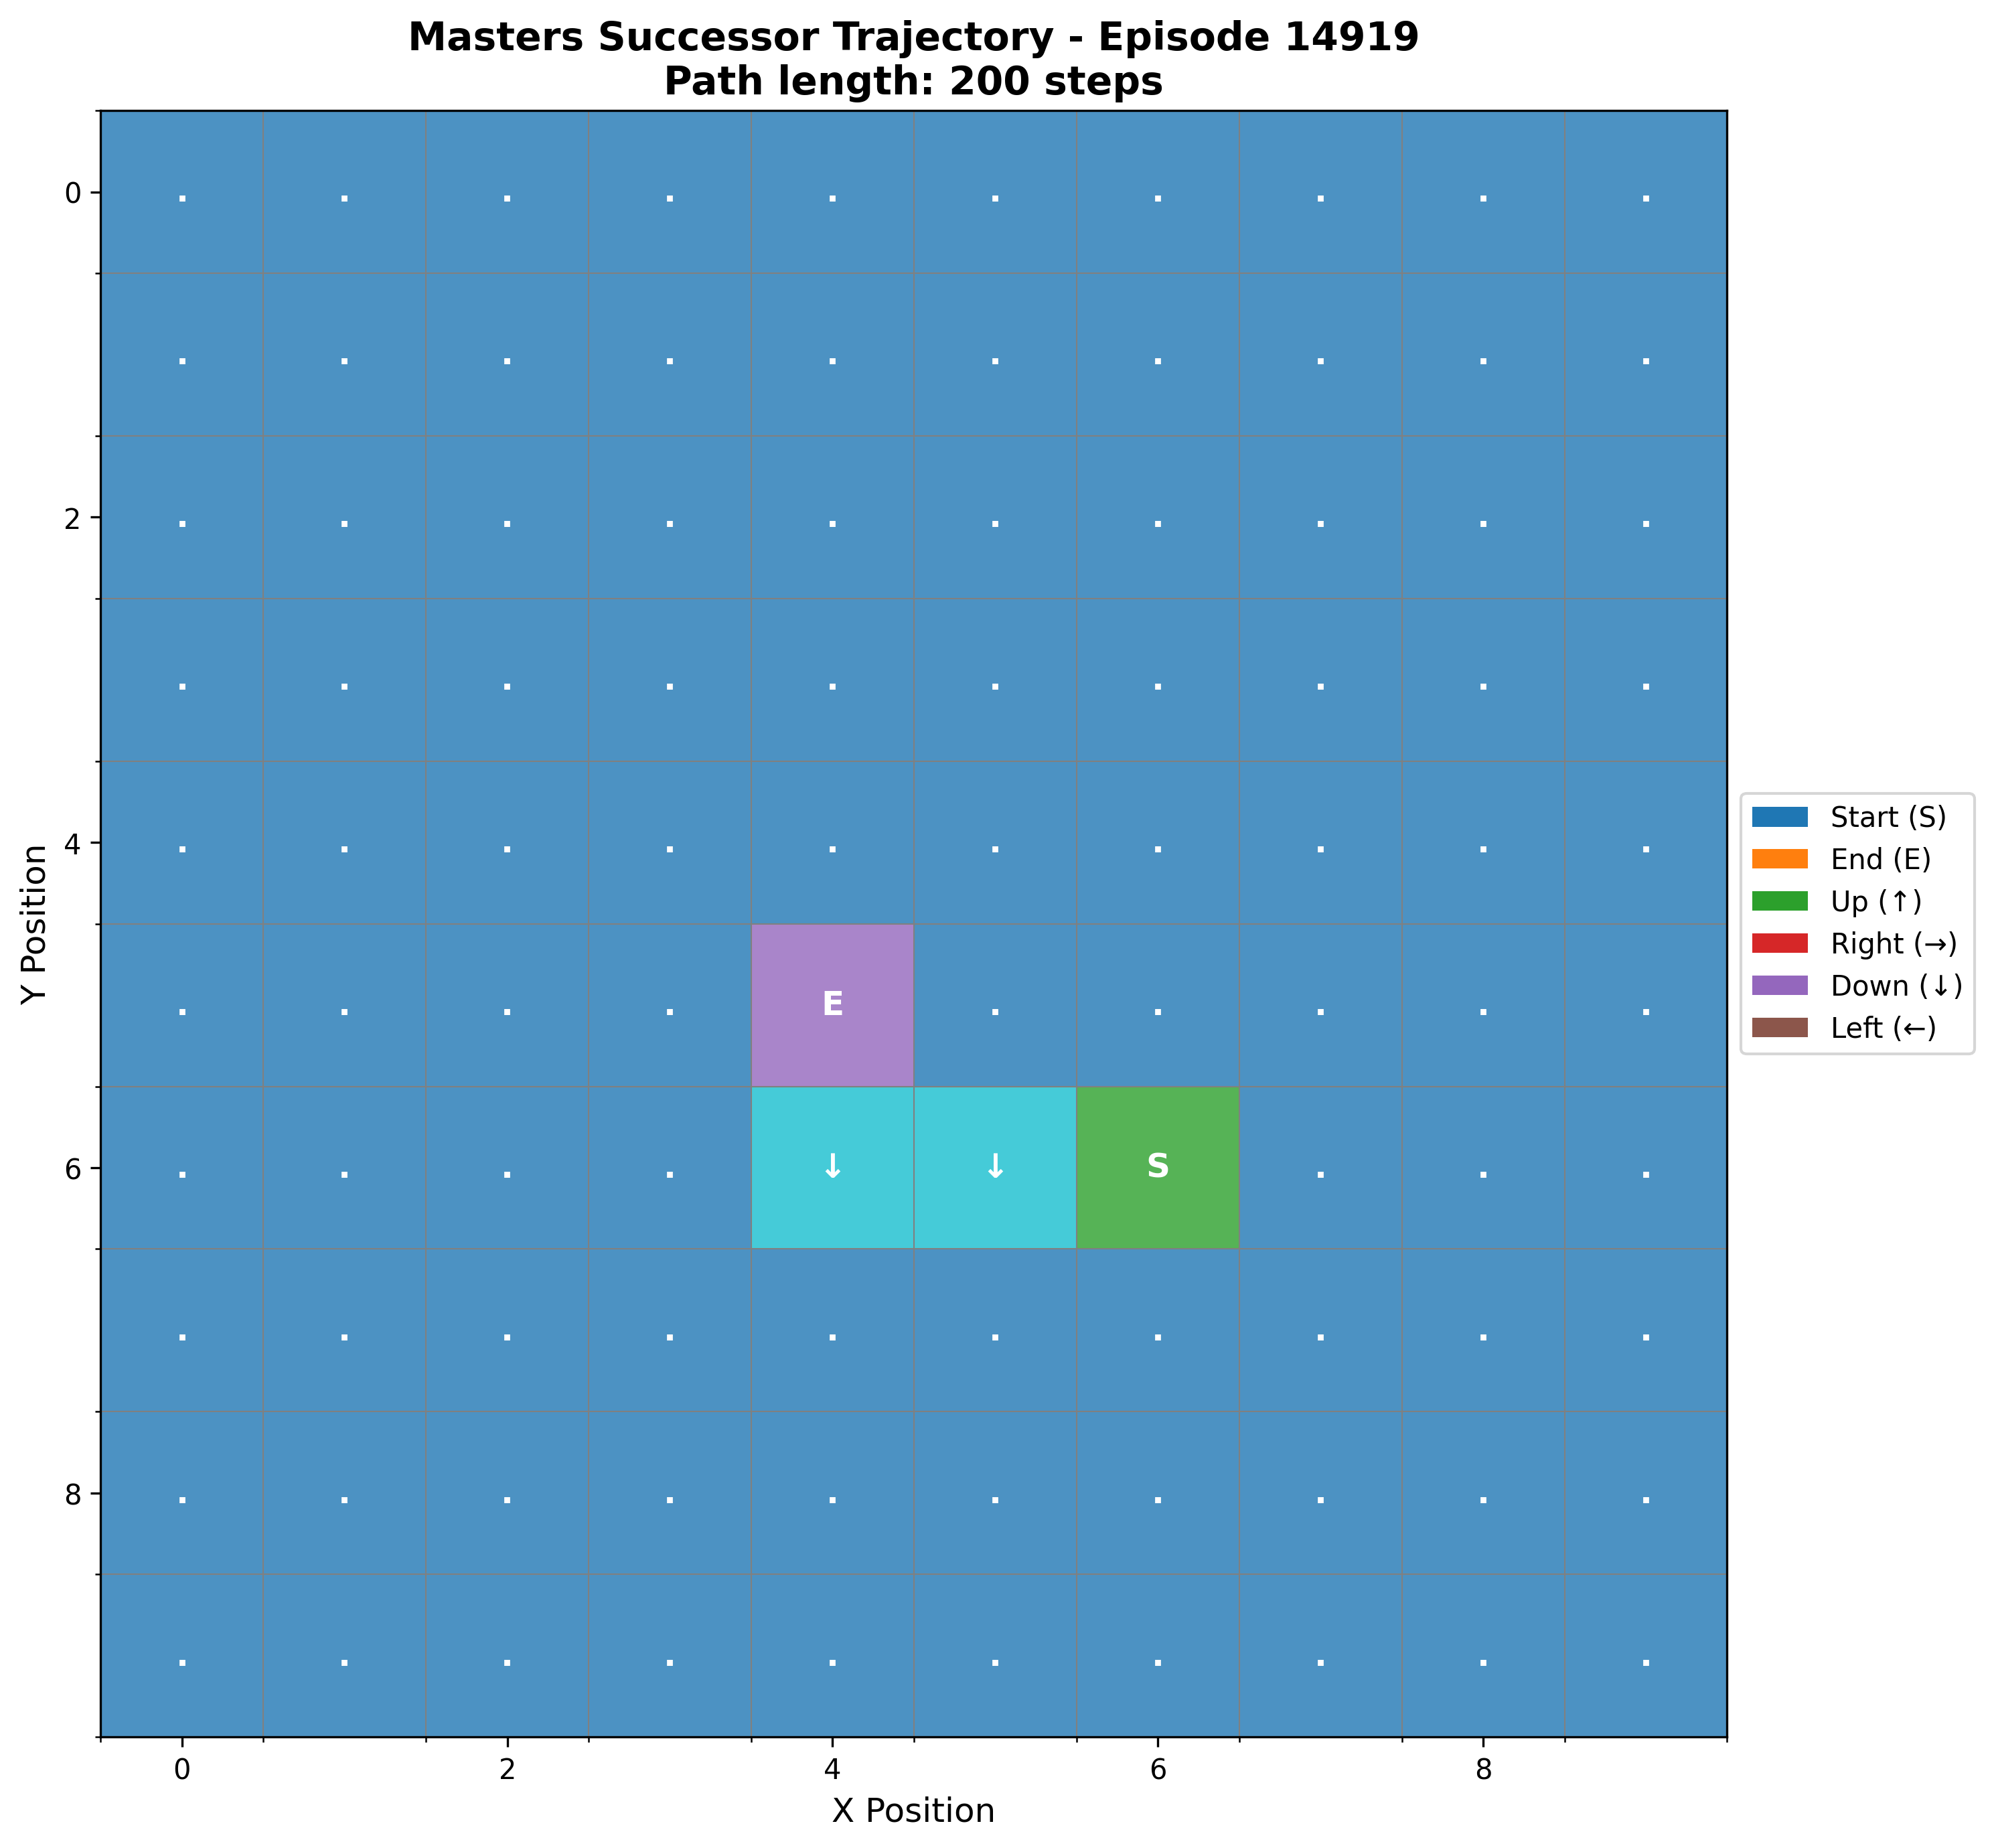 Masters Successor Trajectory - Episode 14919
Path length: 200 steps
0
2
4
E
↓ ↓ S
6
8
0 2 4 6 8
X Position
Y Position
Start (S)
End (E)
Up (↑)
Right (→)
Down (↓)
Left (←)